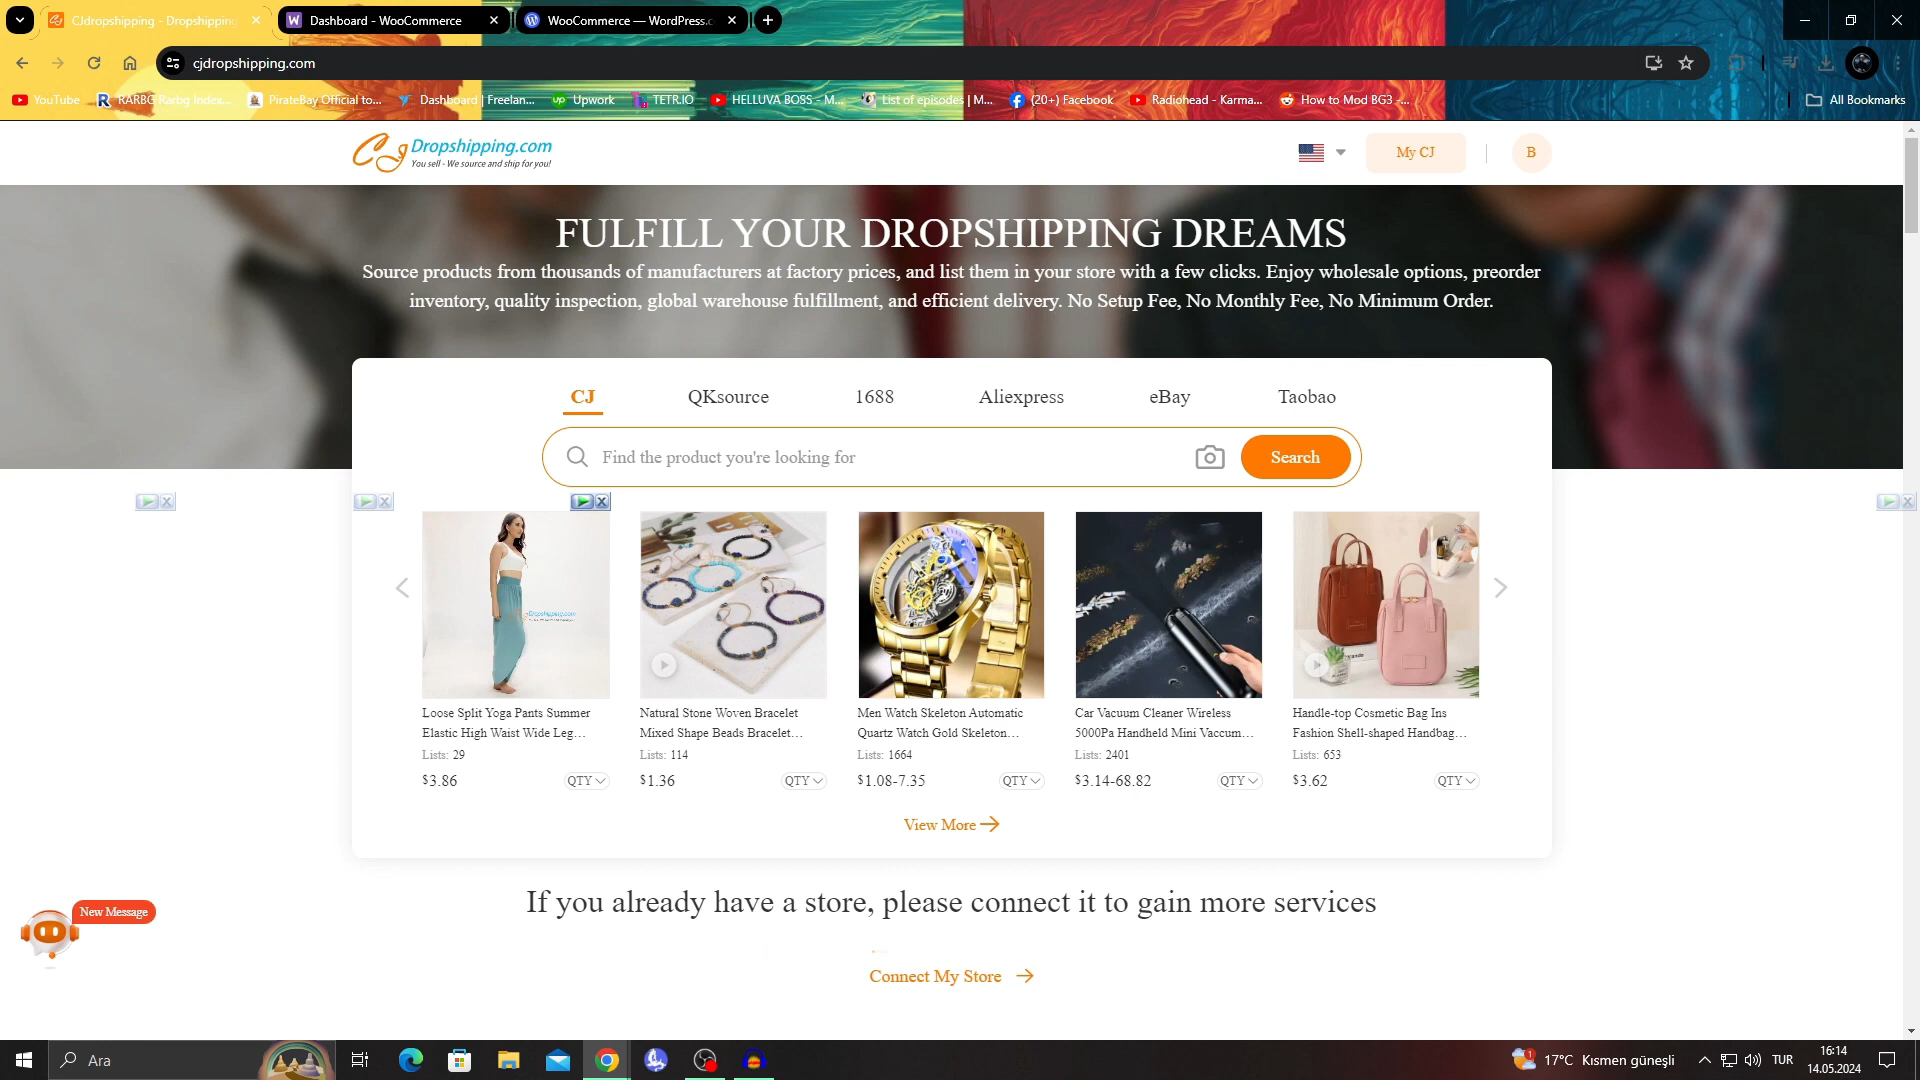 CJdropshipping - Dropshipping
Dashboard - WooCommerce
WooCommerce — WordPress.c
cjdropshipping.com
YouTube
RARBG Rarbg Index...
PirateBay Official to...
Dashboard | Freelan...
Upwork
TETR.IO
HELLUVA BOSS - M...
List of episodes | M...
(20+) Facebook
Radiohead - Karma...
How to Mod BG3 -...
All Bookmarks
CJ Dropshipping.com
You sell - We source and ship for you!
My CJ
B
FULFILL YOUR DROPSHIPPING DREAMS
Source products from thousands of manufacturers at factory prices, and list them in your store with a few clicks. Enjoy wholesale options, preorder
inventory, quality inspection, global warehouse fulfillment, and efficient delivery. No Setup Fee, No Monthly Fee, No Minimum Order.
CJ
QKsource
1688
Aliexpress
eBay
Taobao
Find the product you're looking for
Search
Loose Split Yoga Pants Summer
Elastic High Waist Wide Leg...
Lists: 29
$3.86
QTY
Natural Stone Woven Bracelet
Mixed Shape Beads Bracelet...
Lists: 114
$1.36
QTY
Men Watch Skeleton Automatic
Quartz Watch Gold Skeleton...
Lists: 1664
$1.08-7.35
QTY
Car Vacuum Cleaner Wireless
5000Pa Handheld Mini Vaccum...
Lists: 2401
$3.14-68.82
QTY
Handle-top Cosmetic Bag Ins
Fashion Shell-shaped Handbag...
Lists: 653
$3.62
QTY
View More
If you already have a store, please connect it to gain more services
Connect My Store
New Message
Ara
1
17°C Kısmen güneşli
TUR
16:14
14.05.2024